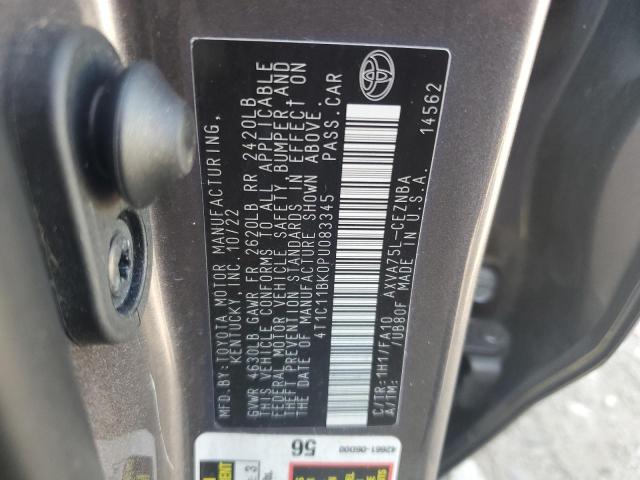 MFD.BY:TOYOTA MOTOR MANUFACTURING,
KENTUCKY, INC. 10/22
GVWR 4630LB GAWR FR 2620LB RR 2420LB
THIS VEHICLE CONFORMS TO ALL APPLICABLE
FEDERAL MOTOR VEHICLE SAFETY, BUMPER AND
THEFT PREVENTION STANDARDS IN EFFECT ON
THE DATE OF MANUFACTURE SHOWN ABOVE.
4T1C11BK0PU083345 PASS.CAR
C/TR:1H1/FA10 AXVA75L-CEZNBA
A/TM: /UB80F MADE IN U.S.A.
14562
56
42661-06D00